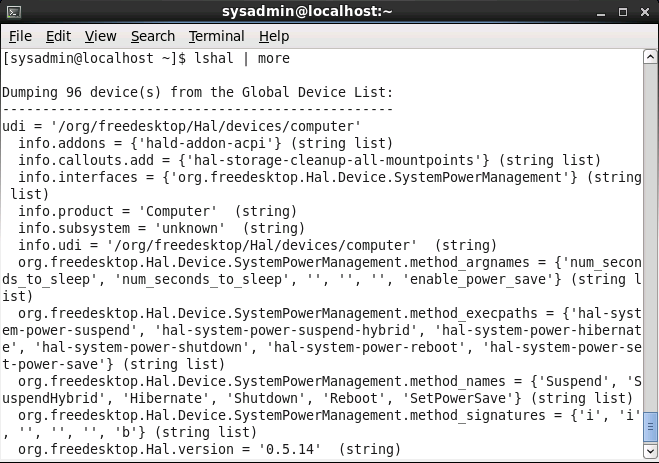 sysadmin@localhost:~
File Edit View Search Terminal Help
[sysadmin@localhost ~]$ lshal | more
Dumping 96 device(s) from the Global Device List:
-------------------------------------------------
udi = '/org/freedesktop/Hal/devices/computer'
  info.addons = {'hald-addon-acpi'} (string list)
  info.callouts.add = {'hal-storage-cleanup-all-mountpoints'} (string list)
  info.interfaces = {'org.freedesktop.Hal.Device.SystemPowerManagement'} (string
 list)
  info.product = 'Computer'  (string)
  info.subsystem = 'unknown'  (string)
  info.udi = '/org/freedesktop/Hal/devices/computer'  (string)
  org.freedesktop.Hal.Device.SystemPowerManagement.method_argnames = {'num_secon
ds_to_sleep', 'num_seconds_to_sleep', '', '', '', 'enable_power_save'} (string l
ist)
  org.freedesktop.Hal.Device.SystemPowerManagement.method_execpaths = {'hal-syst
em-power-suspend', 'hal-system-power-suspend-hybrid', 'hal-system-power-hibernat
e', 'hal-system-power-shutdown', 'hal-system-power-reboot', 'hal-system-power-se
t-power-save'} (string list)
  org.freedesktop.Hal.Device.SystemPowerManagement.method_names = {'Suspend', 'S
uspendHybrid', 'Hibernate', 'Shutdown', 'Reboot', 'SetPowerSave'} (string list)
  org.freedesktop.Hal.Device.SystemPowerManagement.method_signatures = {'i', 'i'
, '', '', '', 'b'} (string list)
  org.freedesktop.Hal.version = '0.5.14'  (string)